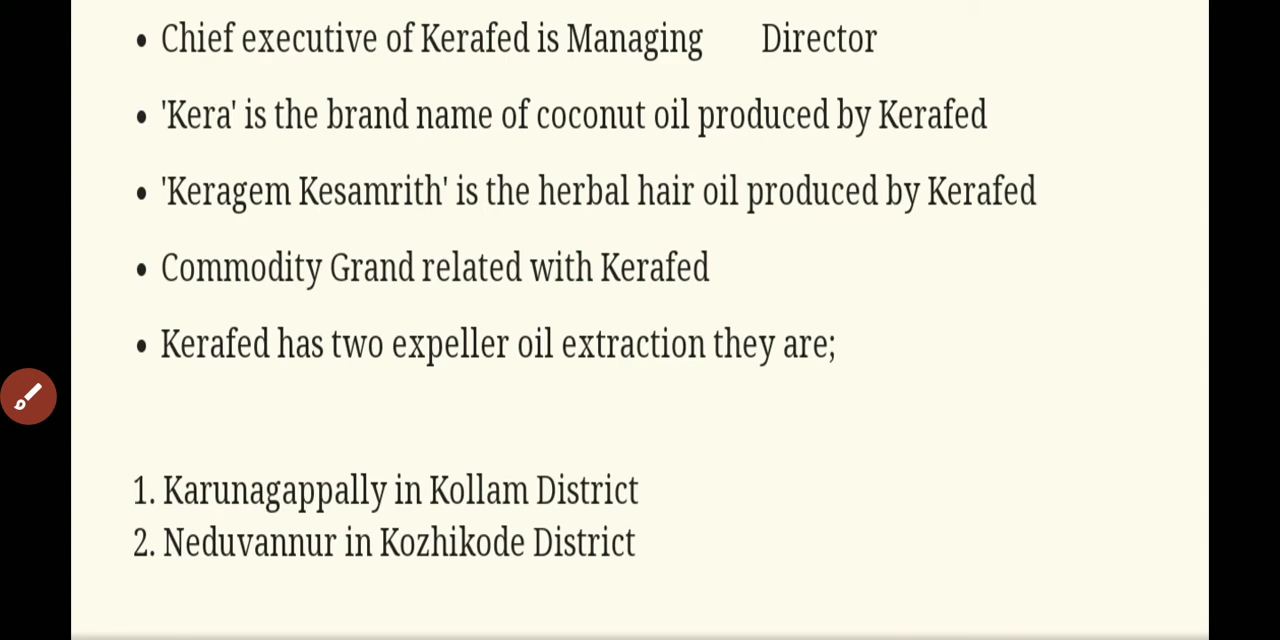 • Chief executive of Kerafed is Managing Director
• 'Kera' is the brand name of coconut oil produced by Kerafed
• 'Keragem Kesamrith' is the herbal hair oil produced by Kerafed
• Commodity Grand related with Kerafed
• Kerafed has two expeller oil extraction they are;
1. Karunagappally in Kollam District
2. Neduvannur in Kozhikode District